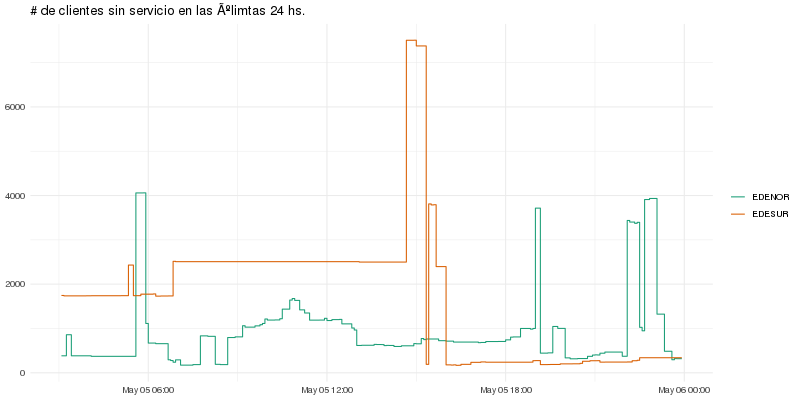 # de clientes sin servicio en las Ãºlimtas 24 hs.
6000
4000
2000
0
May 05 06:00
May 05 12:00
May 05 18:00
May 06 00:00
EDENOR
EDESUR